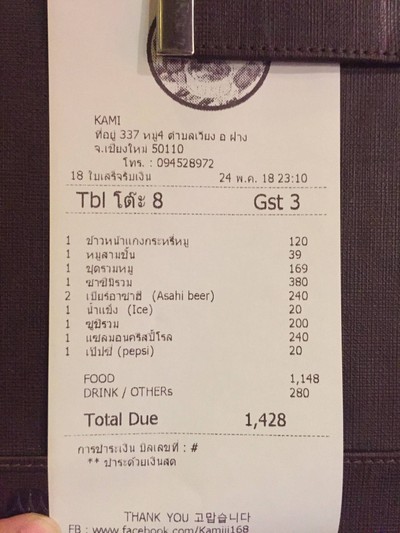 KAMI
ที่อยู่ 337 หมู่4 ตำบลเวียง อ ฝาง
จ.เชียงใหม่ 50110
โทร. : 094528972
18 ใบเสร็จรับเงิน 24 พ.ค. 18 23:10
Tbl โต๊ะ 8 Gst 3
1 ข้าวหน้าแกงกะหรี่หมู 120
1 หมูสามชั้น 39
1 ชุดรามหมู 169
1 ซาซิมิรวม 380
2 เบียร์อาซาฮี (Asahi beer) 240
1 น้ำแข็ง (Ice) 20
1 ซูชิรวม 200
1 แซลมอนคริสปี้โรล 240
1 เป๊ปซี่ (pepsi) 20
FOOD 1,148
DRINK / OTHERs 280
Total Due 1,428
การชำระเงิน บิลเลขที่ : #
** ชำระด้วยเงินสด
THANK YOU 고맙습니다
FB : www.facebook.com/Kamiii168